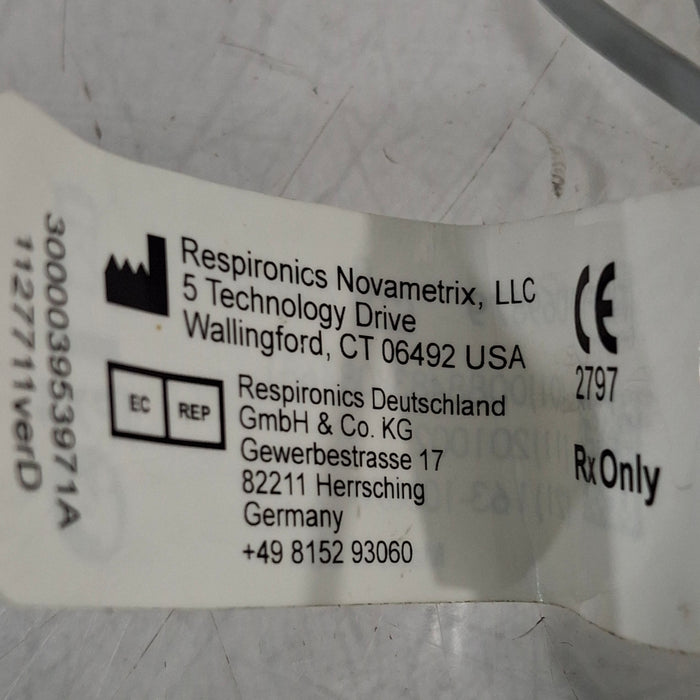 Respironics Novametrix, LLC
5 Technology Drive
Wallingford, CT 06492 USA
EC REP
Respironics Deutschland
GmbH & Co. KG
Gewerbestrasse 17
82211 Herrsching
Germany
+49 8152 93060
CE
2797
Rx Only
300003953971A
1127711verD